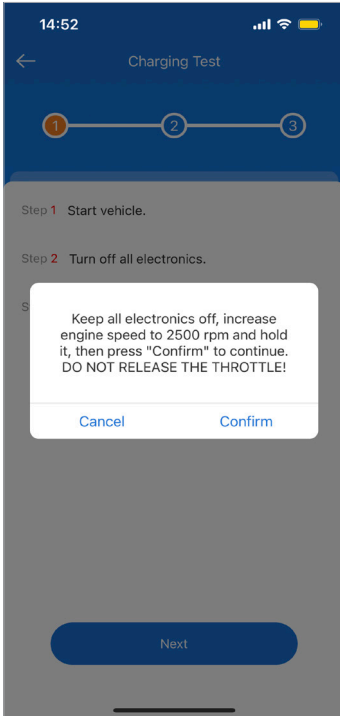 14:52
Charging Test
1
2
3
Step 1 Start vehicle.
Step 2 Turn off all electronics.
S
Keep all electronics off, increase
engine speed to 2500 rpm and hold
it, then press "Confirm" to continue.
DO NOT RELEASE THE THROTTLE!
Cancel
Confirm
Next